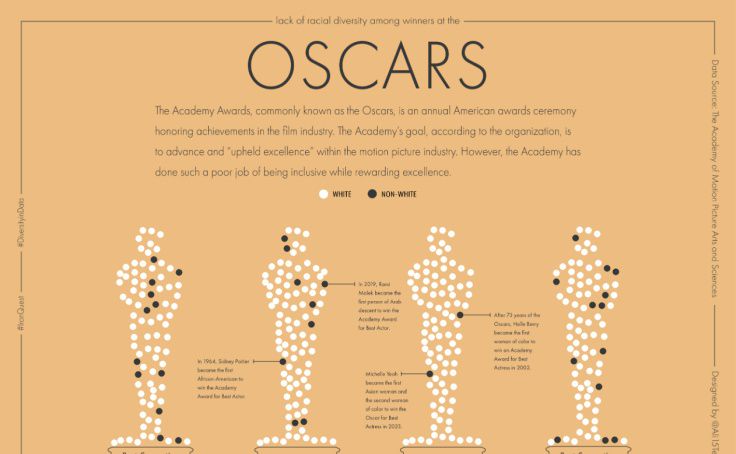 lack of racial diversity among winners at the
OSCARS
The Academy Awards, commonly known as the Oscars, is an annual American awards ceremony
honoring achievements in the film industry. The Academy's goal, according to the organization, is
to advance and "upheld excellence" within the motion picture industry. However, the Academy has
done such a poor job of being inclusive while rewarding excellence.
WHITE
NON-WHITE
#DiversityinData
#IronQuest
Data Source: The Academy of Motion Picture Arts and Sciences
Designed by
In 1964, Sidney Poitier
became the first
African-American to
win the Academy
Award for Best Actor.
In 2019, Rami
Malek became the
first person of Arab
descent to win the
Academy Award
for Best Actor.
Michelle Yeoh
became the first
Asian woman and
the second woman
of color to win the
Oscar for Best
Actress in 2023.
After 73 years of the
Oscars, Halle Berry
became the first
woman of color to
win an Academy
Award for Best
Actress in 2002.